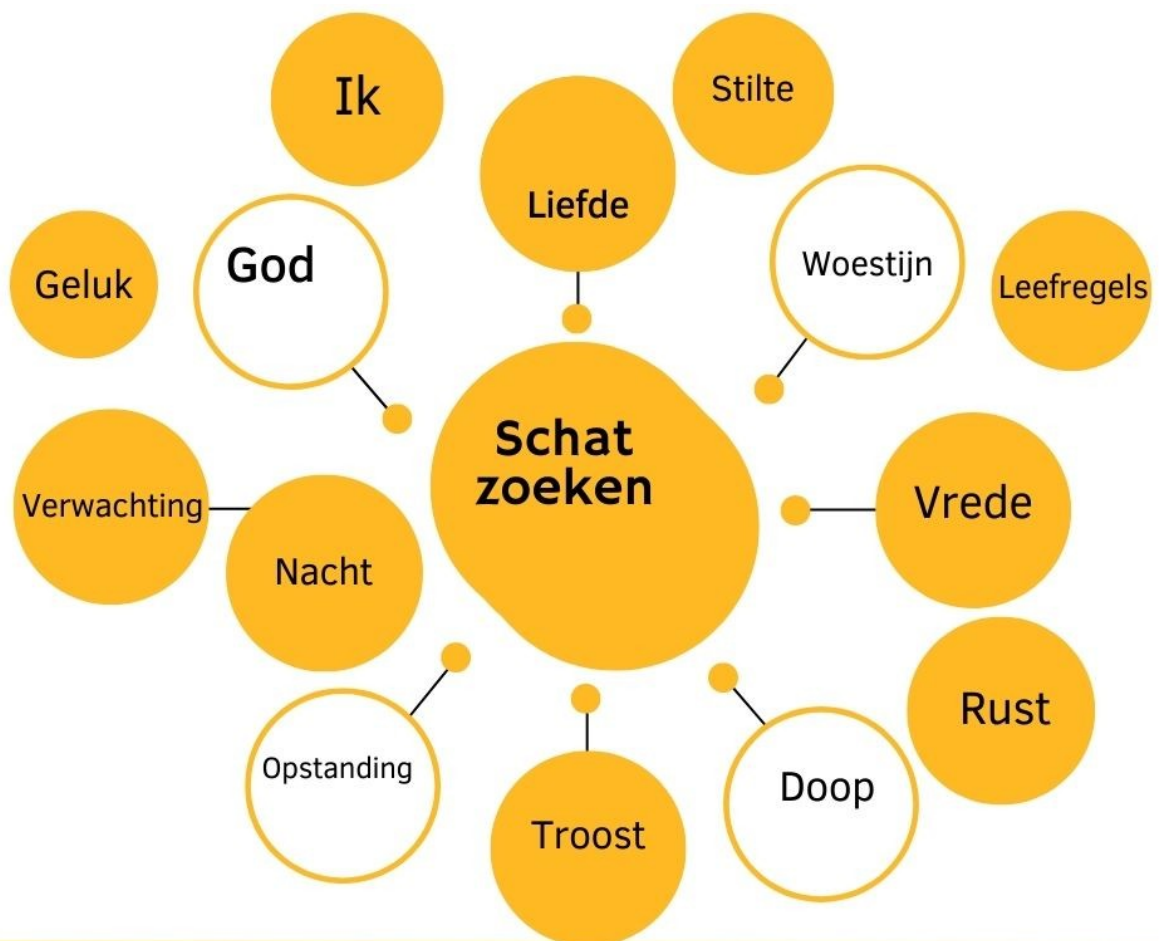 Ik
Stilte
Liefde
God
Woestijn
Geluk
Leefregels
Schat
zoeken
Verwachting
Vrede
Nacht
Rust
Opstanding
Doop
Troost